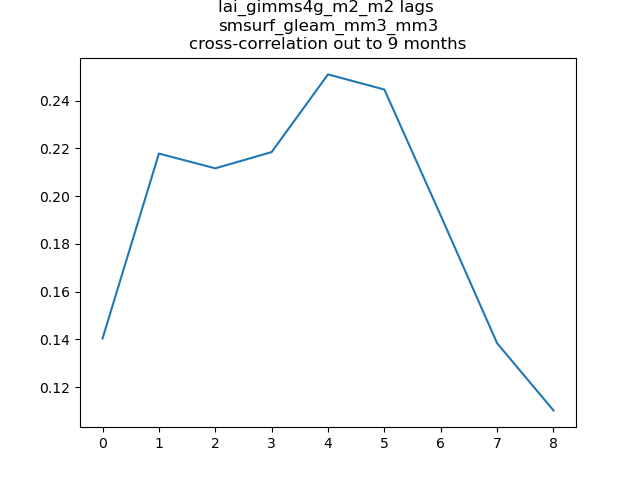 lai_gimms4g_m2_m2 lags
smsurf_gleam_mm3_mm3
cross-correlation out to 9 months
0.24
0.22
0.20
0.18
0.16
0.14
0.12
0 1 2 3 4 5 6 7 8